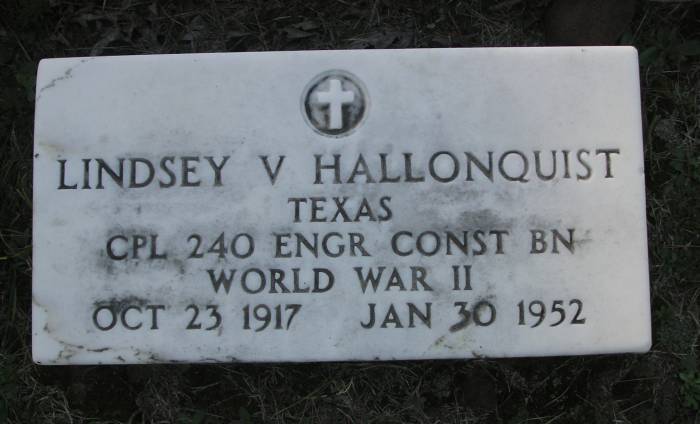 LINDSEY V HALLONQUIST
TEXAS
CPL 240 ENGR CONST BN
WORLD WAR II
OCT 23 1917 JAN 30 1952